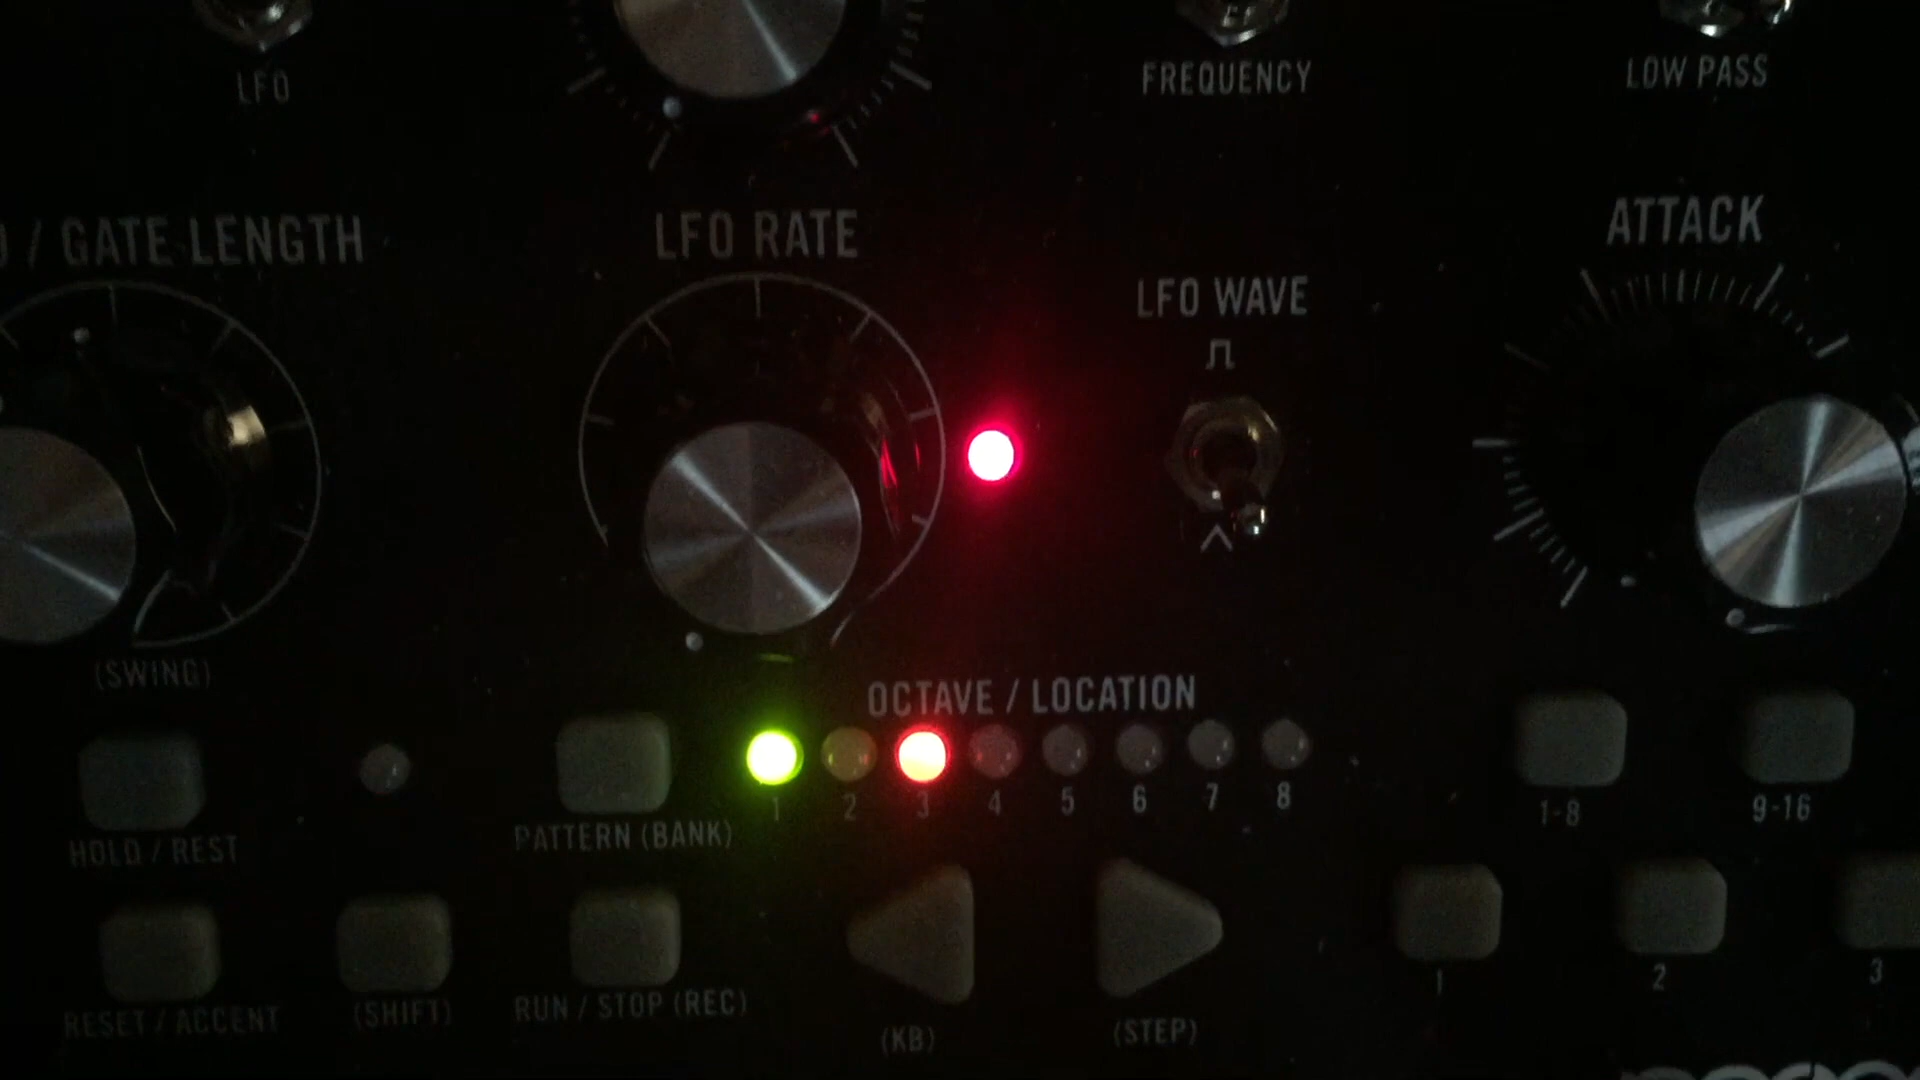 LFO
FREQUENCY
LOW PASS
/ GATE LENGTH
LFO RATE
ATTACK
LFO WAVE
(SWING)
OCTAVE / LOCATION
1 2 3 4 5 6 7 8
1-8
9-16
HOLD / REST
PATTERN (BANK)
1
2
3
RESET / ACCENT
(SHIFT)
RUN / STOP (REC)
(KB)
(STEP)